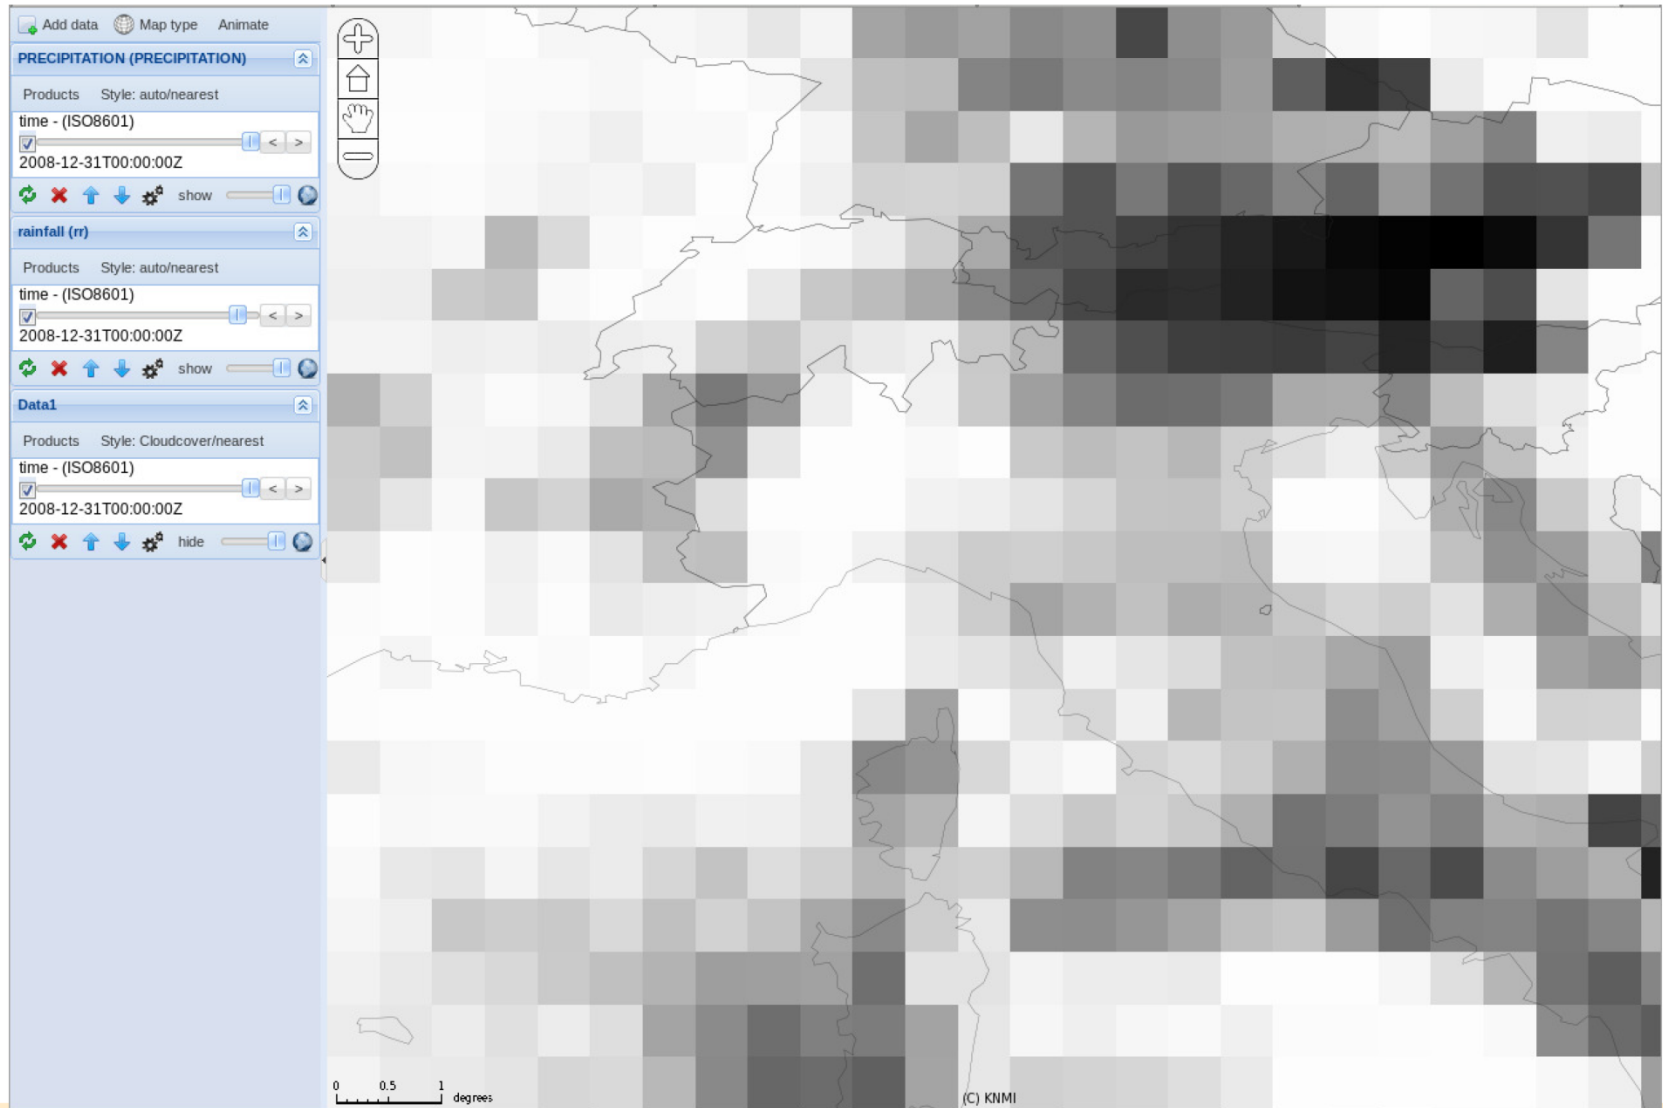 Add data Map type Animate
PRECIPITATION (PRECIPITATION)
Products Style: auto/nearest
time - (ISO8601)
< >
2008-12-31T00:00:00Z
show
rainfall (rr)
Products Style: auto/nearest
time - (ISO8601)
< >
2008-12-31T00:00:00Z
show
Data1
Products Style: Cloudcover/nearest
time - (ISO8601)
< >
2008-12-31T00:00:00Z
hide
0 0.5 1
degrees
(C) KNMI